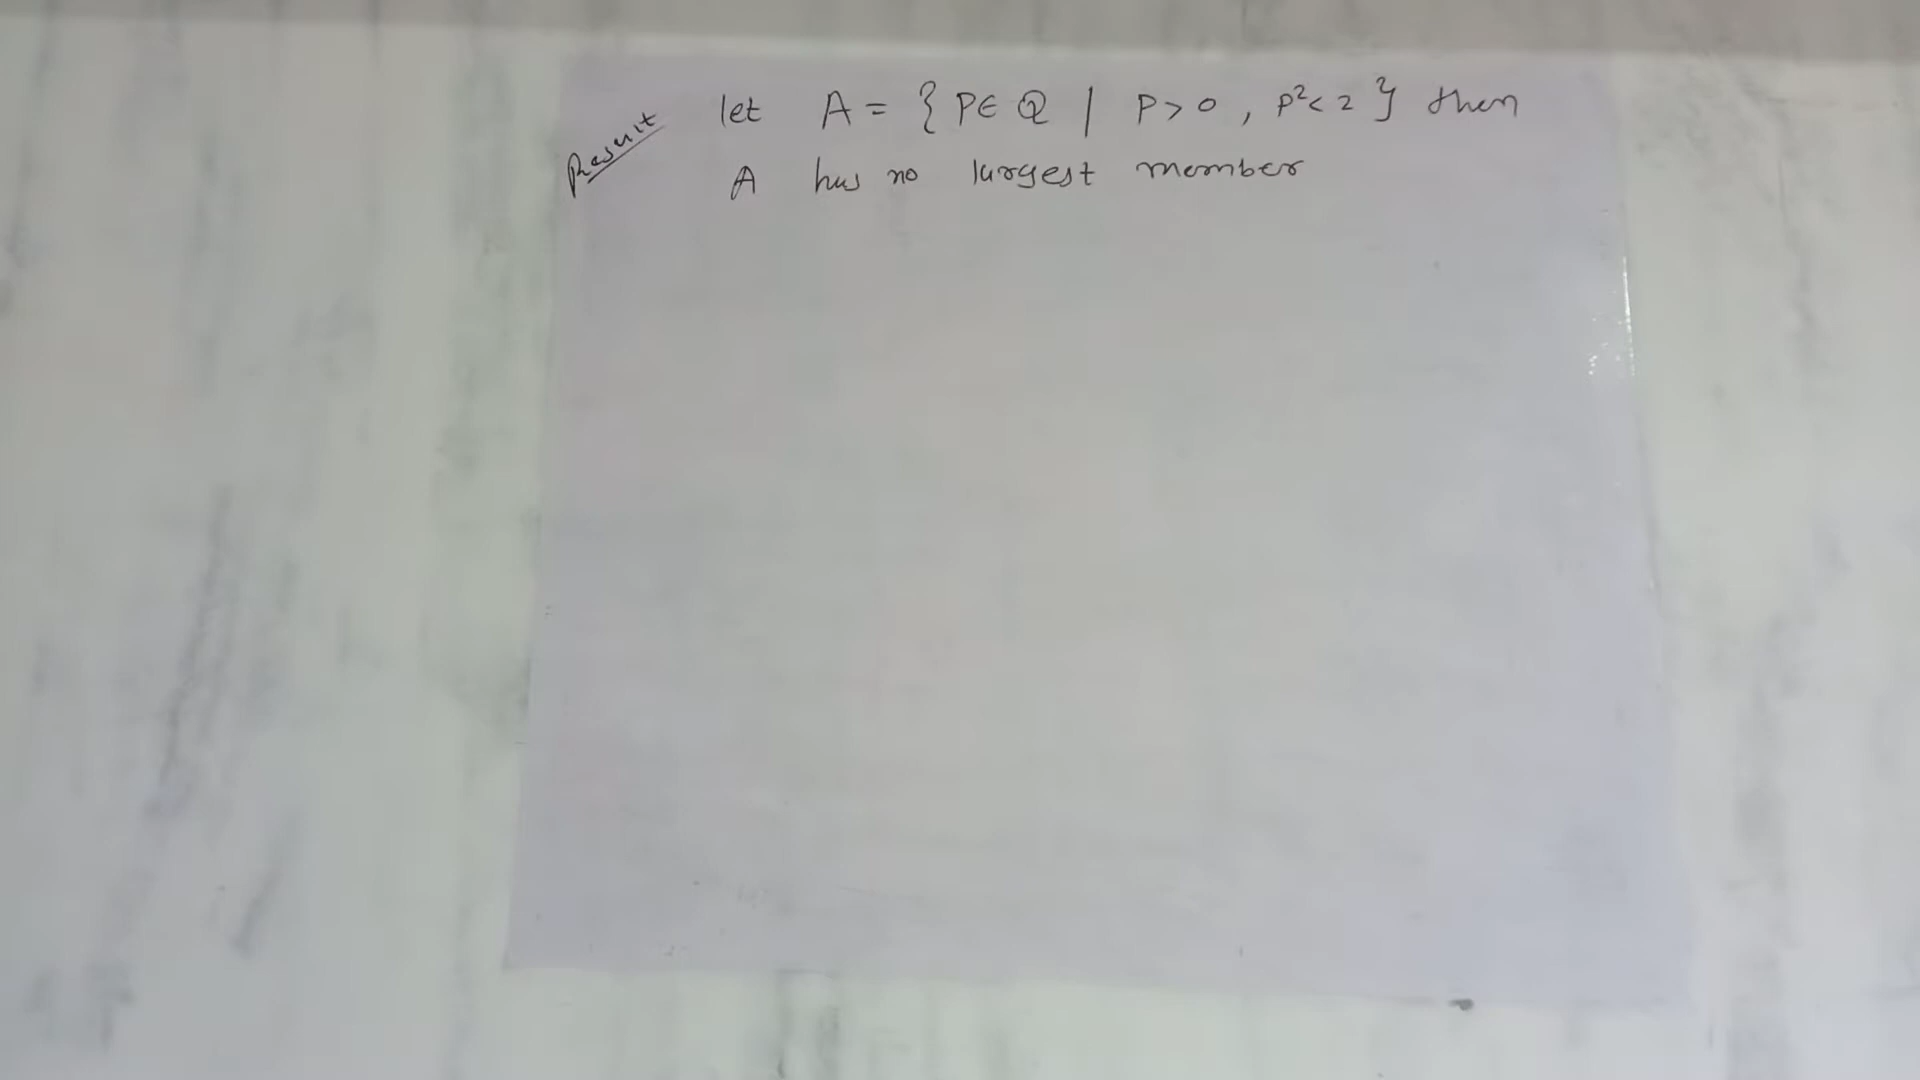 Result let A = { P ∈ Q | P > 0 , P² < 2 } then
A has no largest member